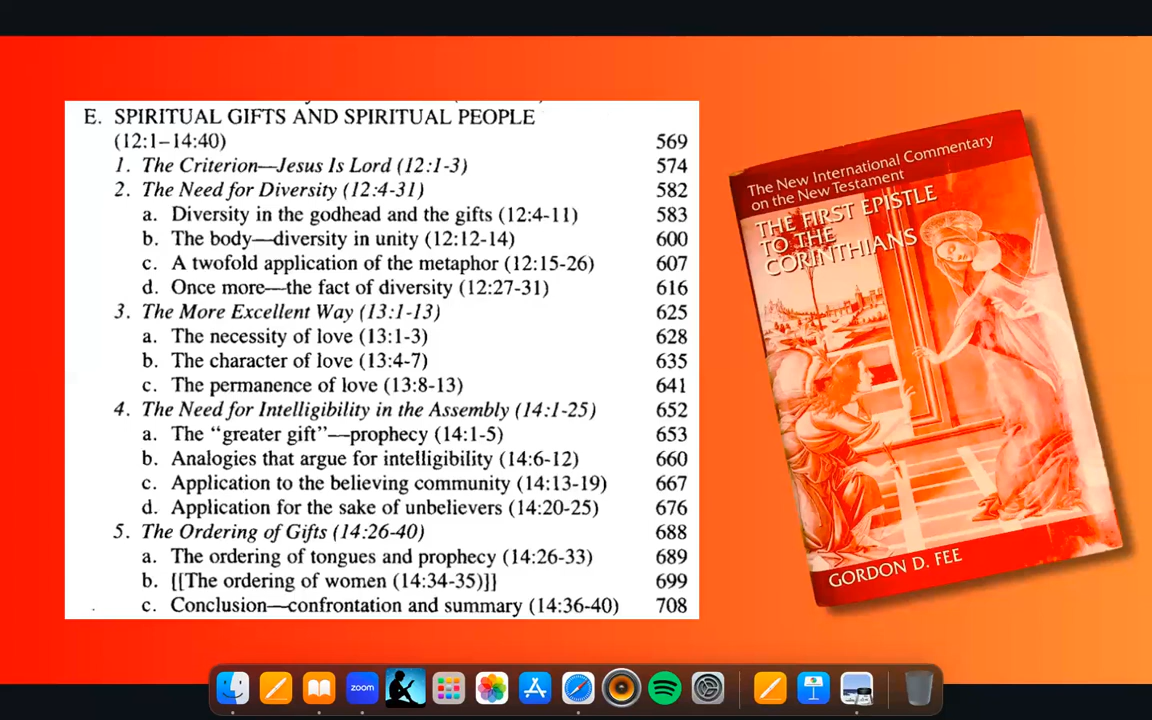 E. SPIRITUAL GIFTS AND SPIRITUAL PEOPLE
(12:1–14:40) 569
1. The Criterion—Jesus Is Lord (12:1-3) 574
2. The Need for Diversity (12:4-31) 582
a. Diversity in the godhead and the gifts (12:4-11) 583
b. The body—diversity in unity (12:12-14) 600
c. A twofold application of the metaphor (12:15-26) 607
d. Once more—the fact of diversity (12:27-31) 616
3. The More Excellent Way (13:1-13) 625
a. The necessity of love (13:1-3) 628
b. The character of love (13:4-7) 635
c. The permanence of love (13:8-13) 641
4. The Need for Intelligibility in the Assembly (14:1-25) 652
a. The “greater gift”—prophecy (14:1-5) 653
b. Analogies that argue for intelligibility (14:6-12) 660
c. Application to the believing community (14:13-19) 667
d. Application for the sake of unbelievers (14:20-25) 676
5. The Ordering of Gifts (14:26-40) 688
a. The ordering of tongues and prophecy (14:26-33) 689
b. [[The ordering of women (14:34-35)]] 699
c. Conclusion—confrontation and summary (14:36-40) 708
The New International Commentary
on the New Testament
THE FIRST EPISTLE
TO THE
CORINTHIANS
GORDON D. FEE
zoom